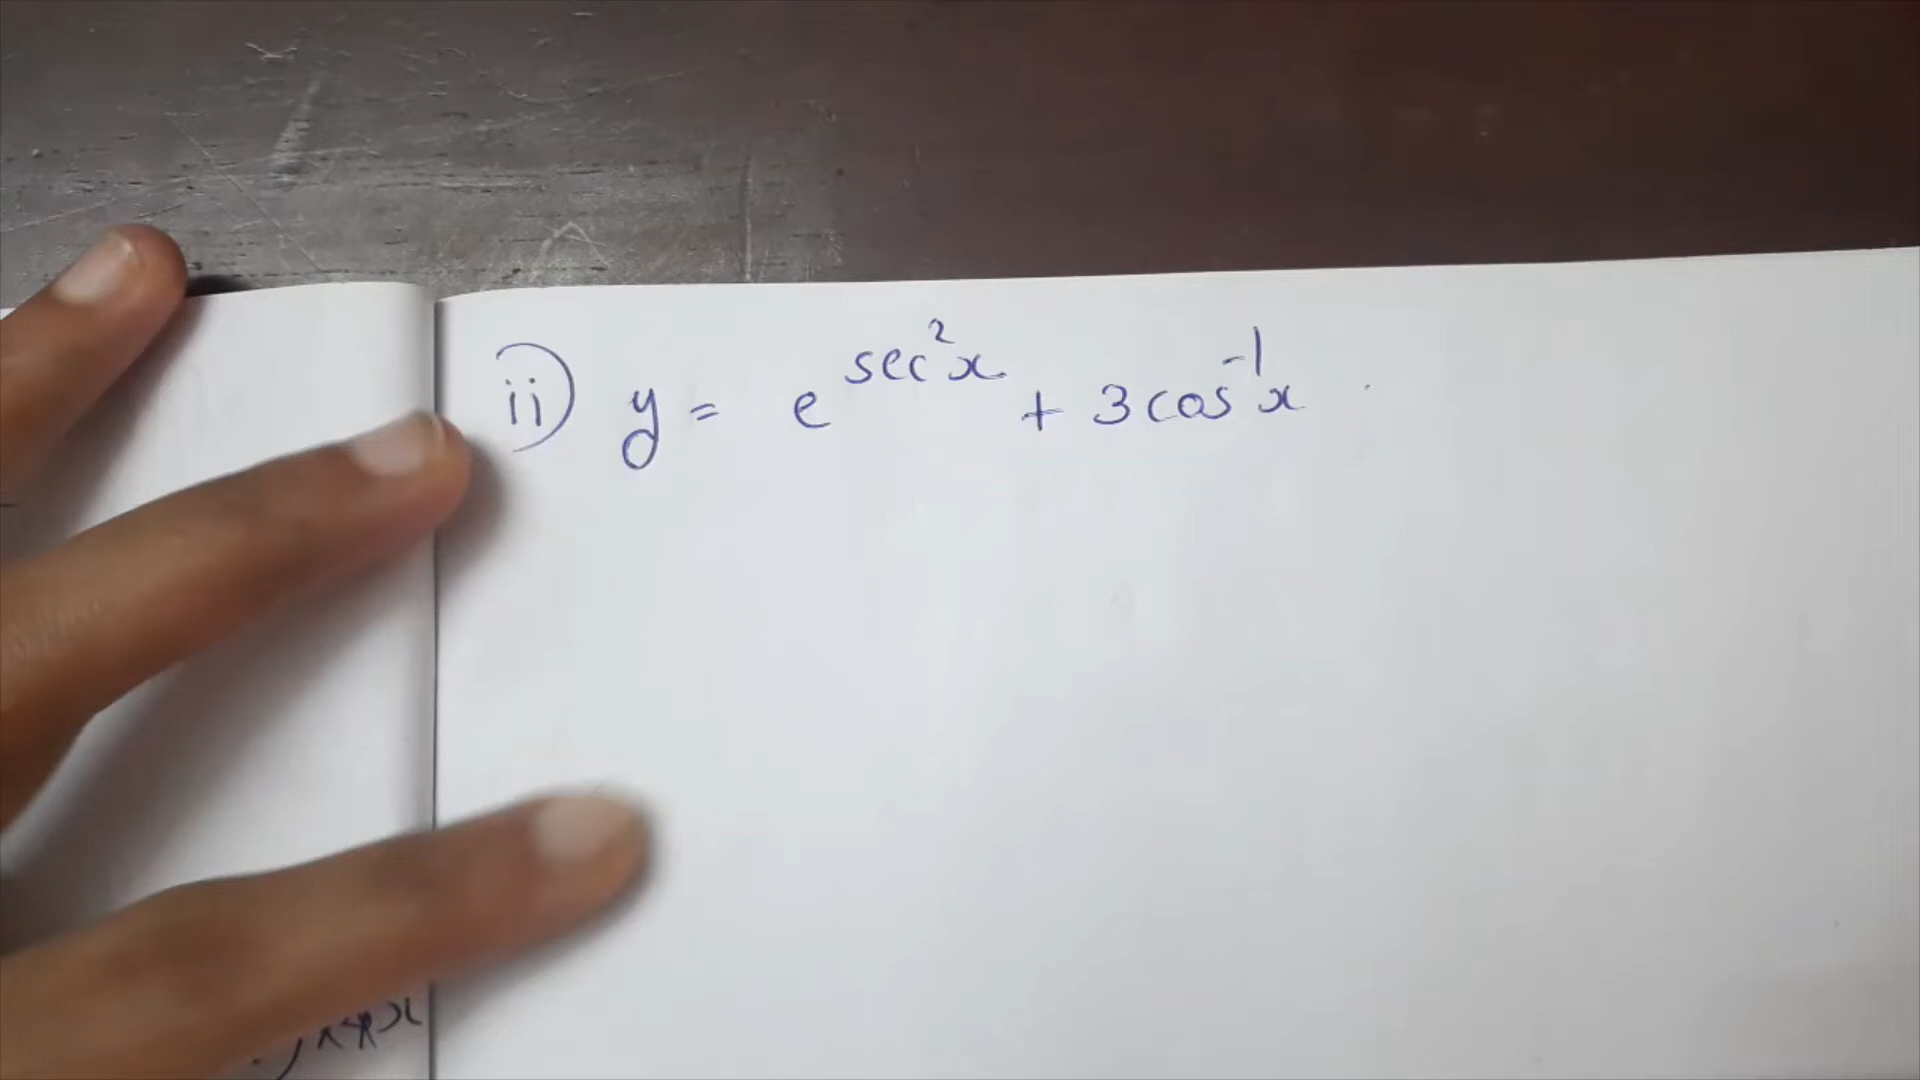 ii) y = e^{sec²x} + 3cos⁻¹x